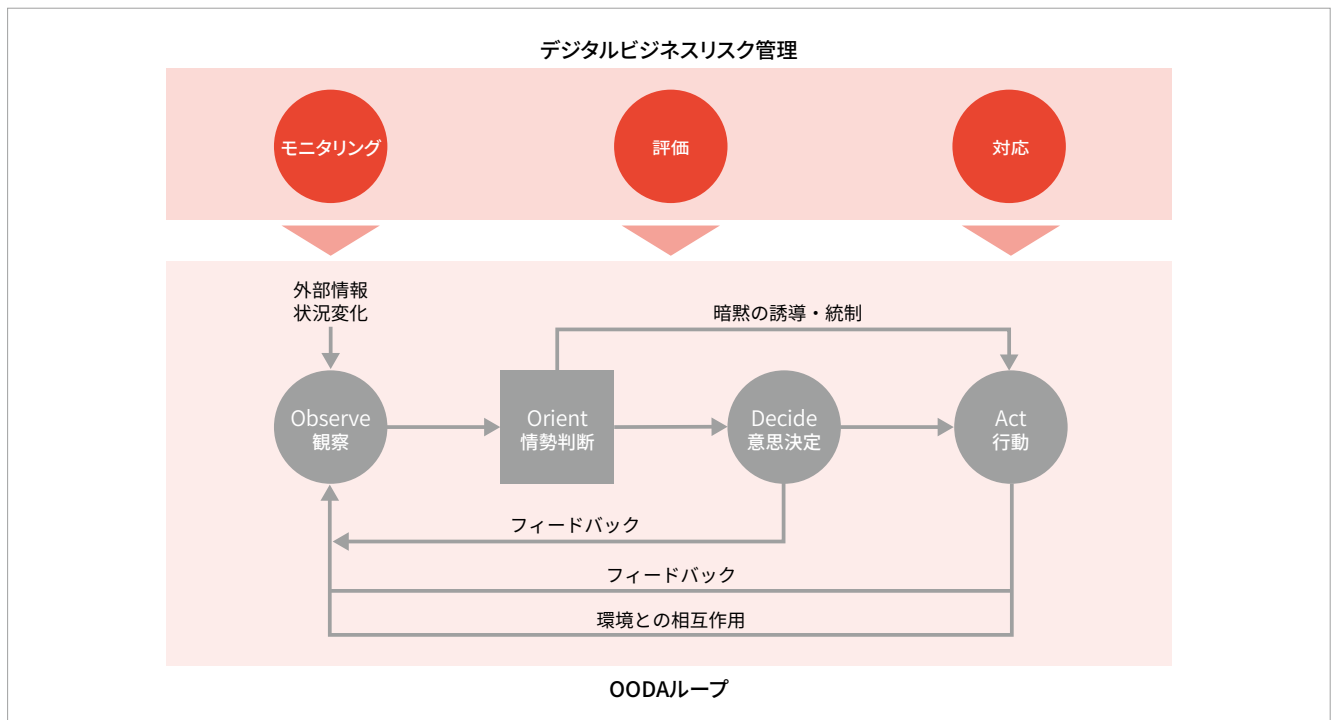 デジタルビジネスリスク管理
モニタリング
評価
対応
外部情報
状況変化
暗黙の誘導・統制
Observe
観察
Orient
情勢判断
Decide
意思決定
Act
行動
フィードバック
フィードバック
環境との相互作用
OODAループ